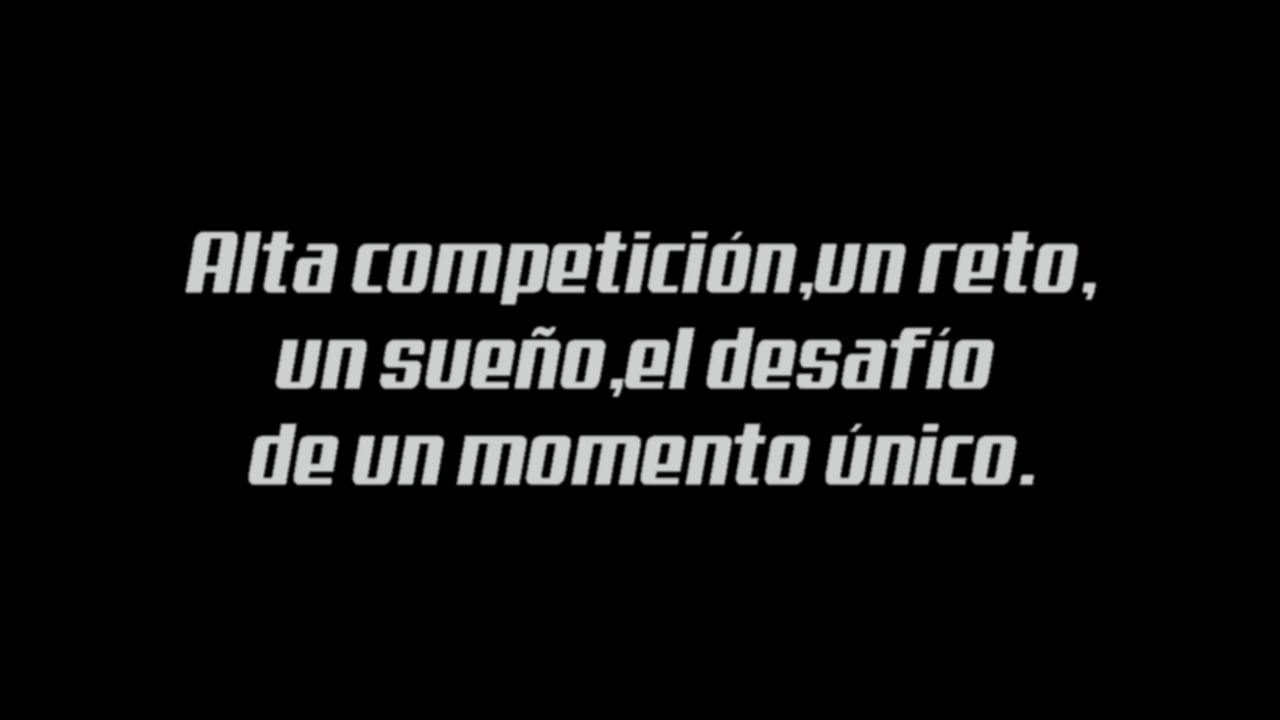 Alta competición,un reto,
un sueño,el desafío
de un momento único.